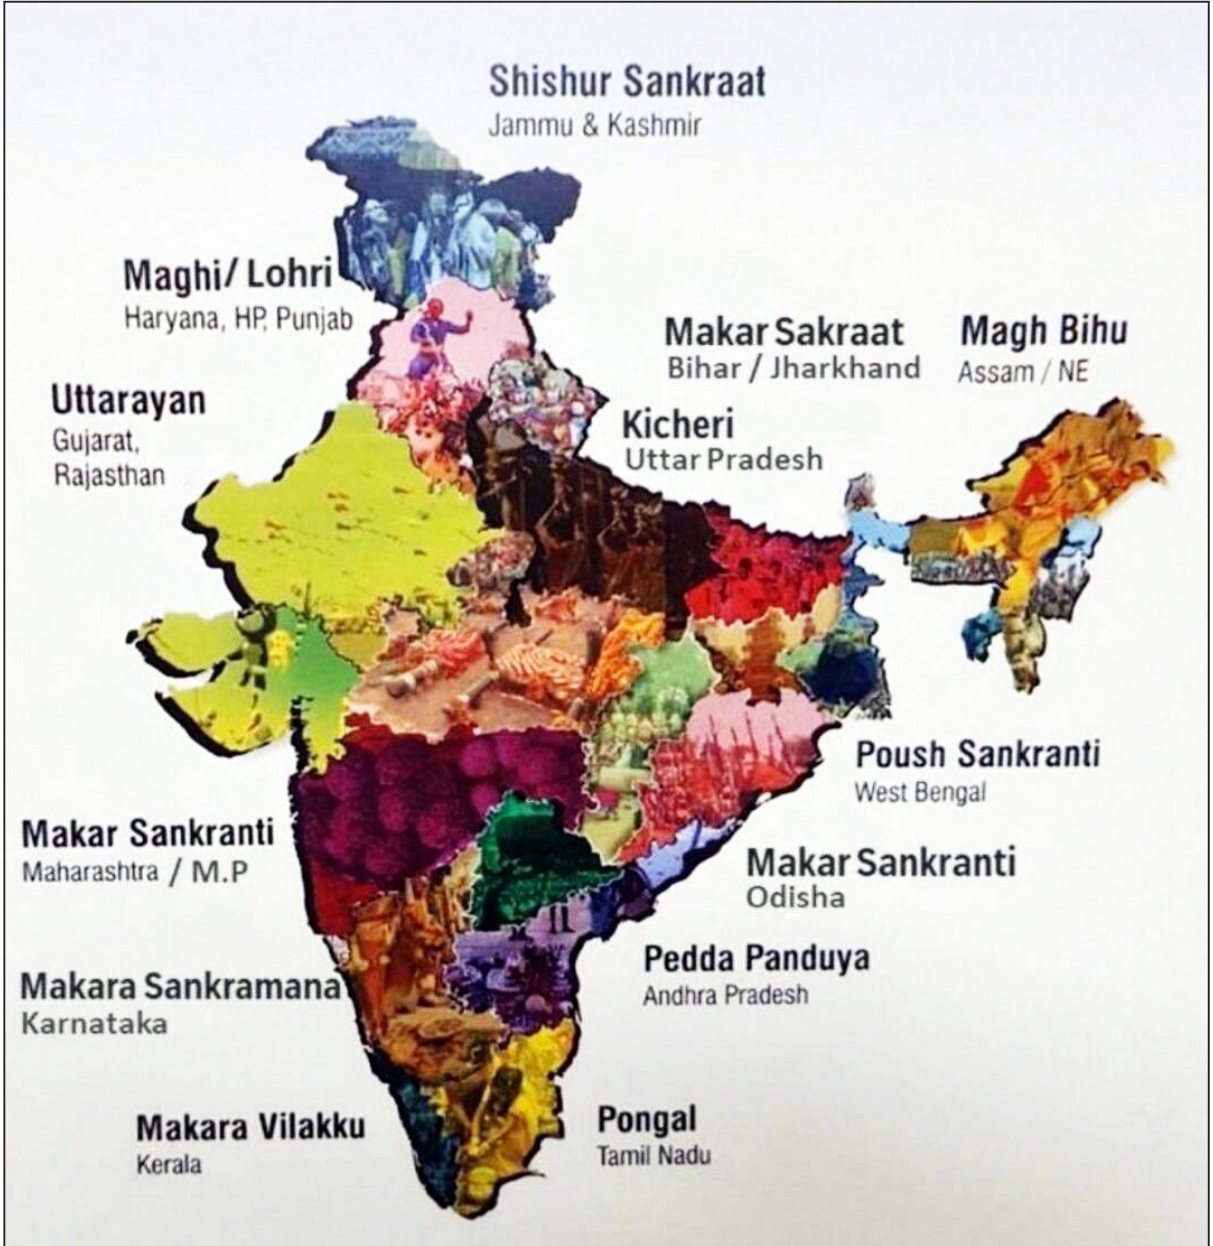 Shishur Sankraat
Jammu & Kashmir
Maghi/ Lohri
Haryana, HP, Punjab
Makar Sakraat
Bihar / Jharkhand
Magh Bihu
Assam / NE
Uttarayan
Gujarat,
Rajasthan
Kicheri
Uttar Pradesh
Poush Sankranti
West Bengal
Makar Sankranti
Maharashtra / M.P
Makar Sankranti
Odisha
Pedda Panduya
Andhra Pradesh
Makara Sankramana
Karnataka
Makara Vilakku
Kerala
Pongal
Tamil Nadu